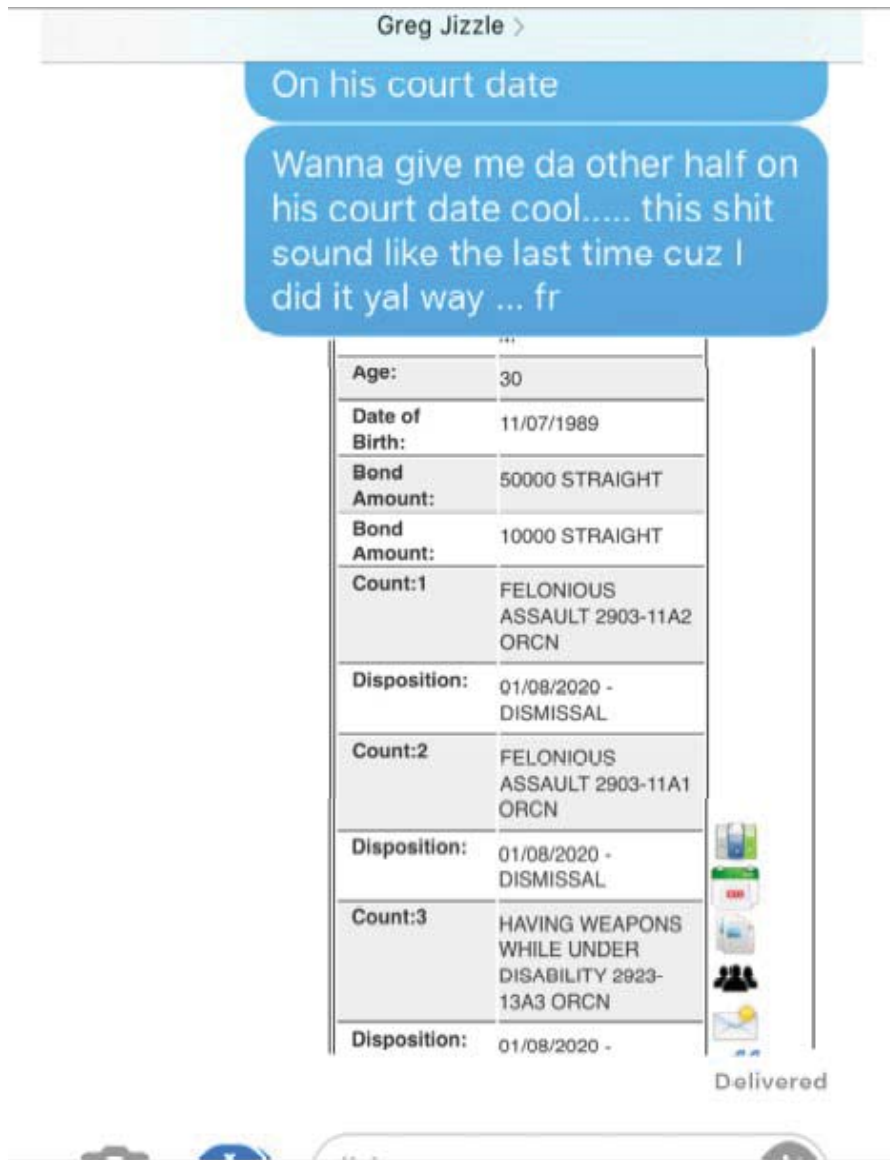 Greg Jizzle >
On his court date
Wanna give me da other half on
his court date cool..... this shit
sound like the last time cuz I
did it yal way ... fr
Age: 30
Date of
Birth: 11/07/1989
Bond
Amount: 50000 STRAIGHT
Bond
Amount: 10000 STRAIGHT
Count:1 FELONIOUS
ASSAULT 2903-11A2
ORCN
Disposition: 01/08/2020 -
DISMISSAL
Count:2 FELONIOUS
ASSAULT 2903-11A1
ORCN
Disposition: 01/08/2020 -
DISMISSAL
Count:3 HAVING WEAPONS
WHILE UNDER
DISABILITY 2923-
13A3 ORCN
Disposition: 01/08/2020 -
Delivered